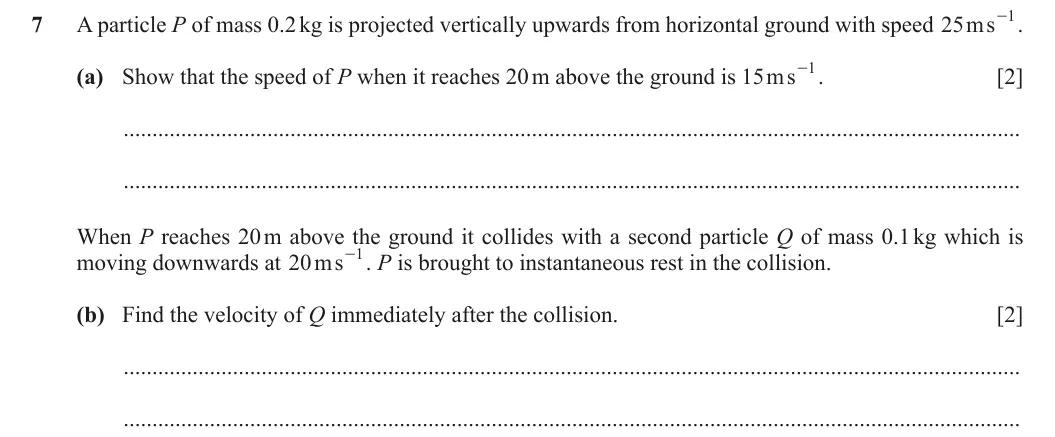 7 A particle P of mass 0.2 kg is projected vertically upwards from horizontal ground with speed 25 m s⁻¹.
(a) Show that the speed of P when it reaches 20 m above the ground is 15 m s⁻¹. [2]
When P reaches 20 m above the ground it collides with a second particle Q of mass 0.1 kg which is
moving downwards at 20 m s⁻¹. P is brought to instantaneous rest in the collision.
(b) Find the velocity of Q immediately after the collision. [2]